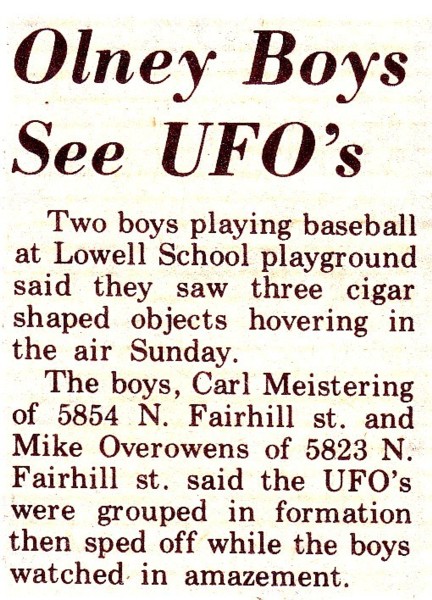 Olney Boys
See UFO's
Two boys playing baseball
at Lowell School playground
said they saw three cigar
shaped objects hovering in
the air Sunday.
The boys, Carl Meistering
of 5854 N. Fairhill st. and
Mike Overowens of 5823 N.
Fairhill st. said the UFO's
were grouped in formation
then sped off while the boys
watched in amazement.